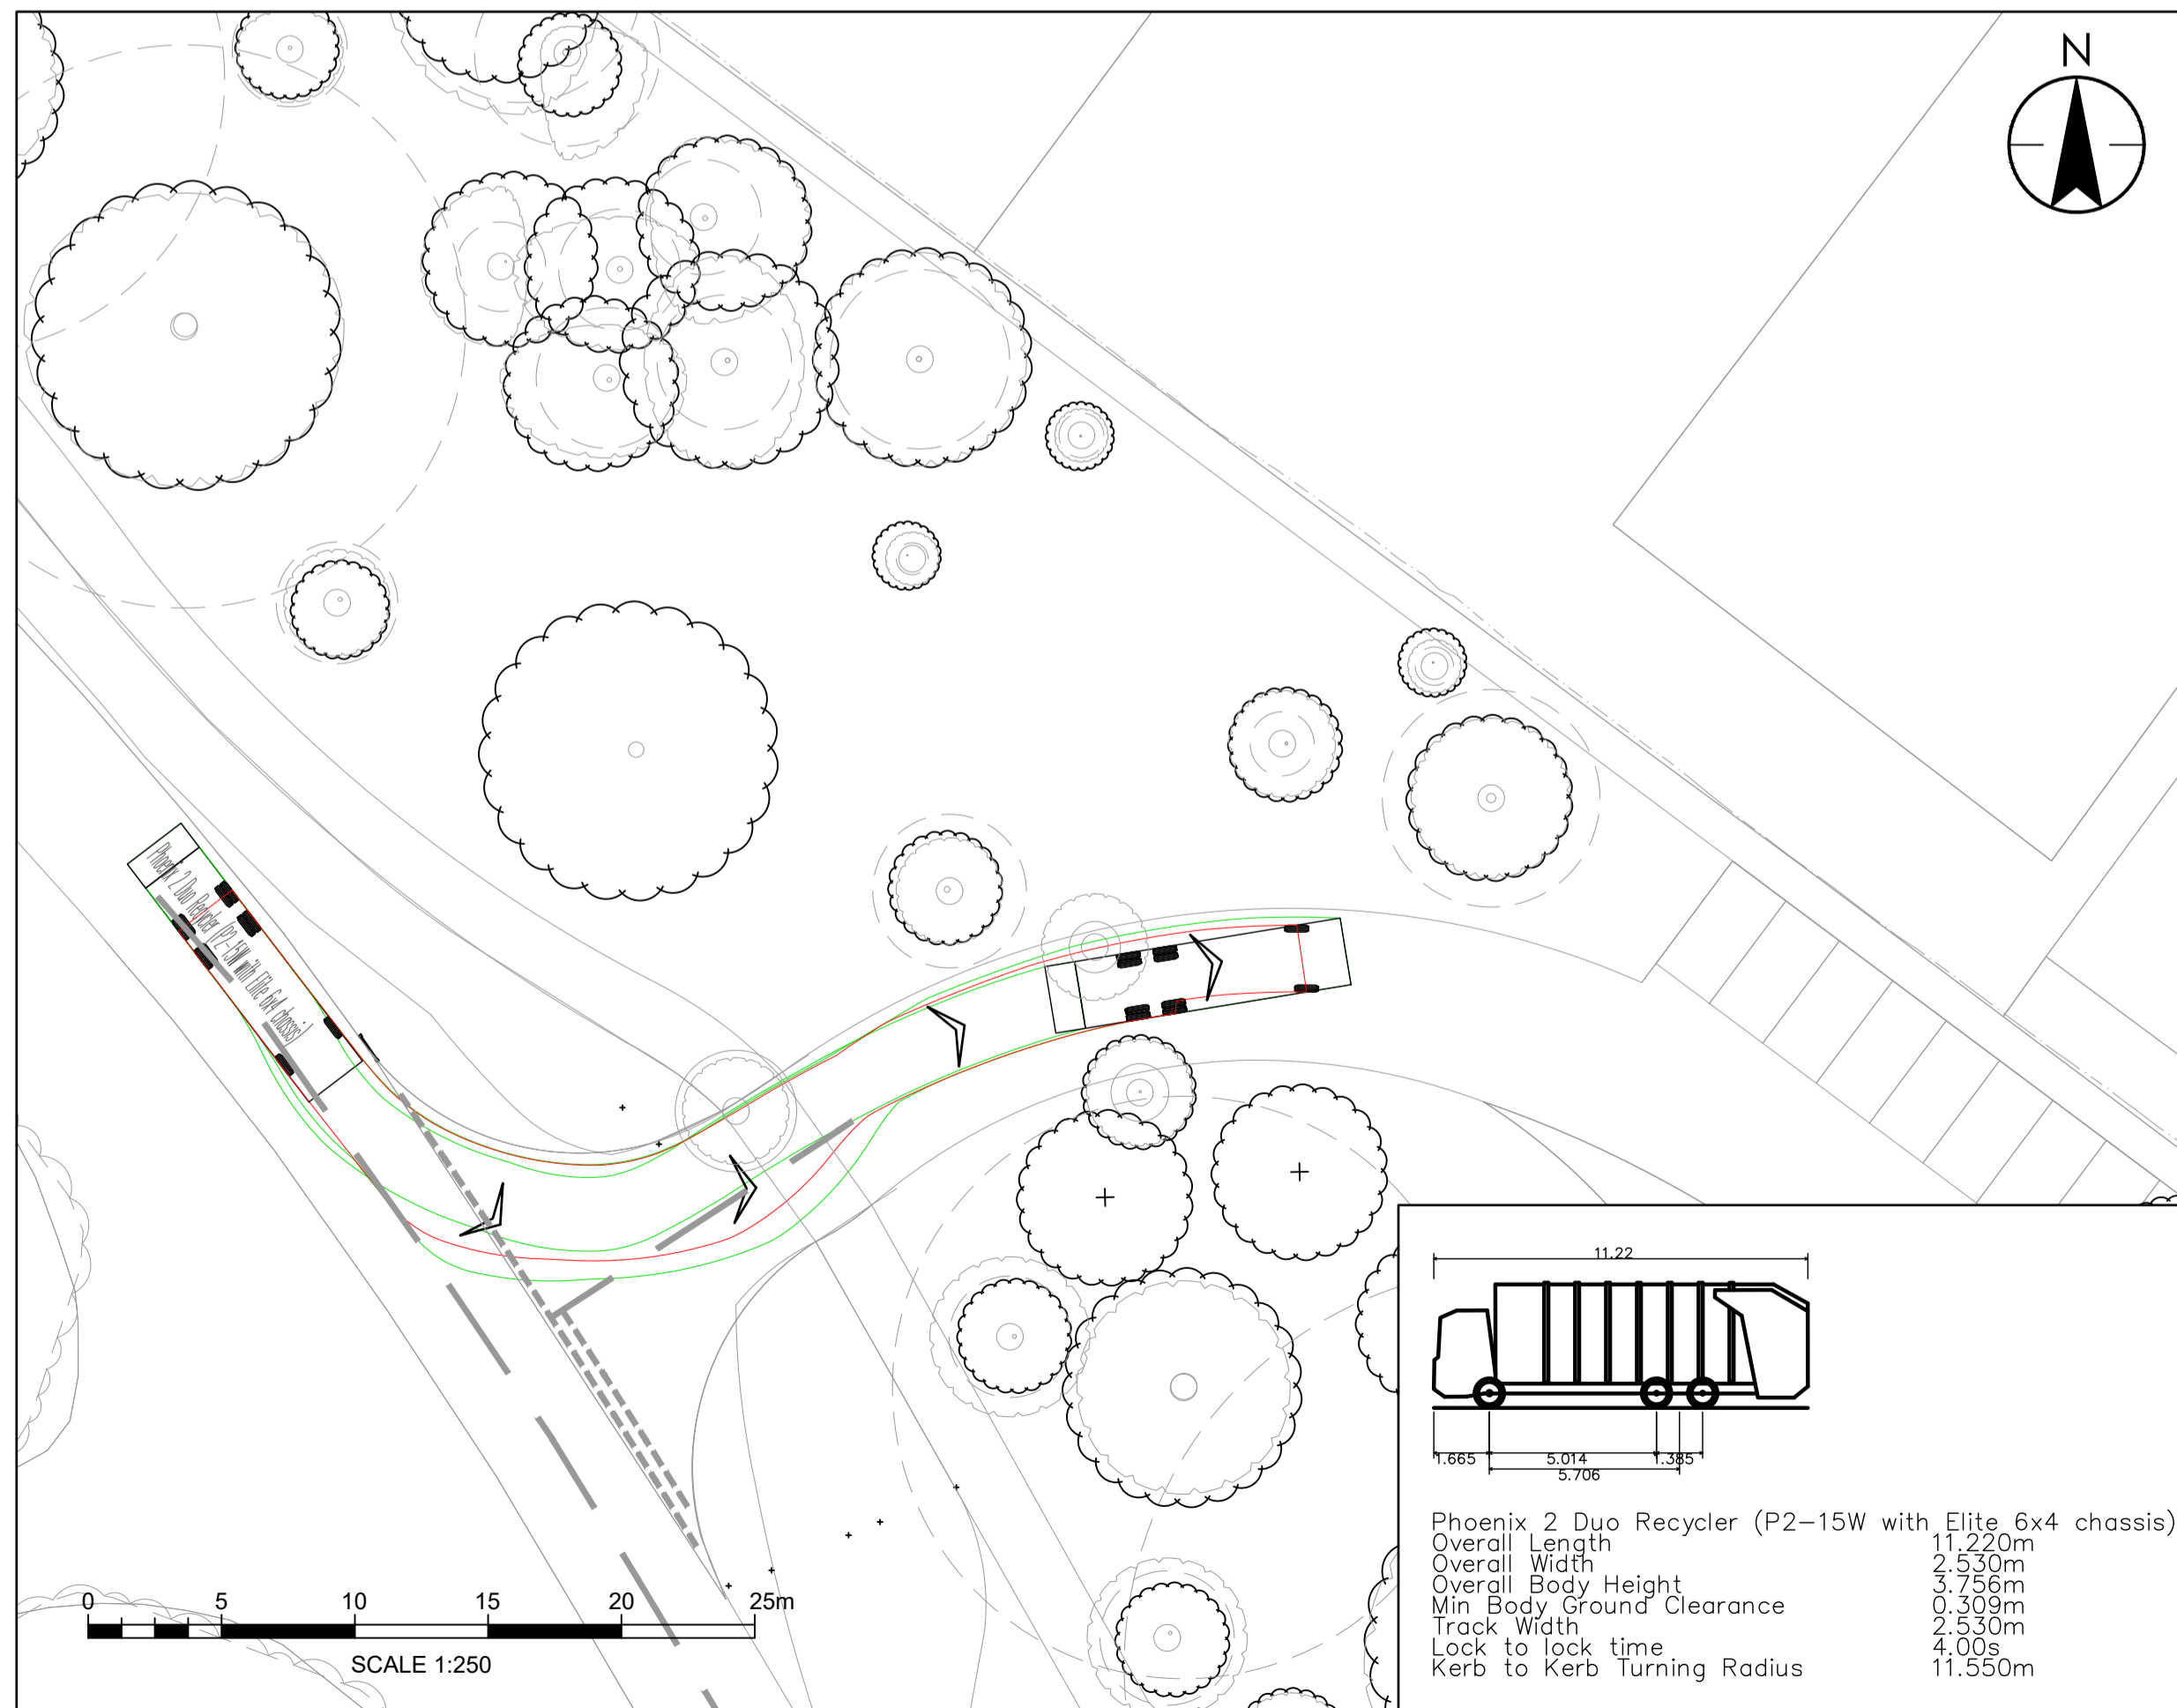 N
Phoenix 2 Duo Recycler (P2-15W with Elite 6x4 chassis)
0 5 10 15 20 25m
SCALE 1:250
11.22
1.665 5.014 1.385
5.706
Phoenix 2 Duo Recycler (P2-15W with Elite 6x4 chassis)
Overall Length 11.220m
Overall Width 2.530m
Overall Body Height 3.756m
Min Body Ground Clearance 0.309m
Track Width 2.530m
Lock to lock time 4.00s
Kerb to Kerb Turning Radius 11.550m